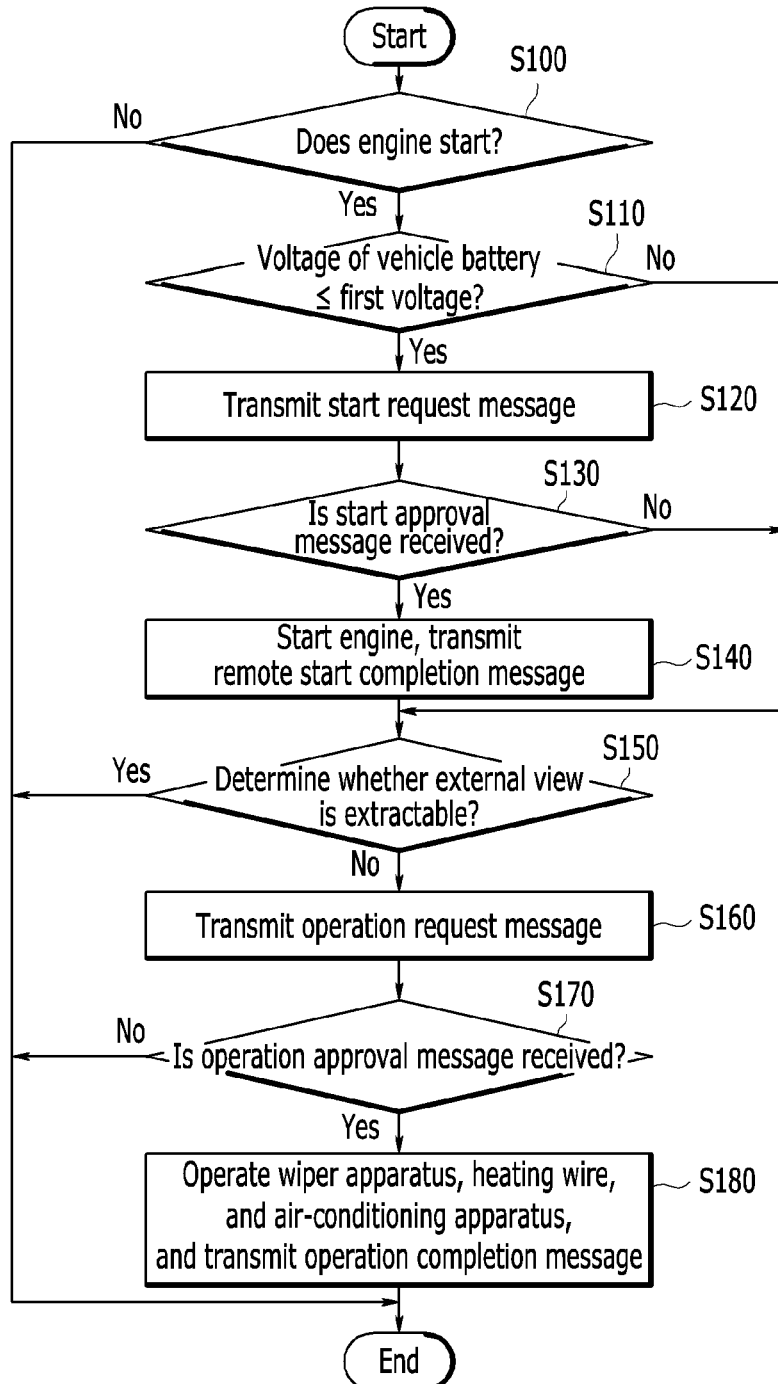 Start
S100
No
Does engine start?
Yes
S110
Voltage of vehicle battery
≤ first voltage?
No
Yes
Transmit start request message
S120
S130
Is start approval
message received?
No
Yes
Start engine, transmit
remote start completion message
S140
S150
Yes
Determine whether external view
is extractable?
No
Transmit operation request message
S160
S170
No
Is operation approval message received?
Yes
Operate wiper apparatus, heating wire,
and air-conditioning apparatus,
and transmit operation completion message
S180
End